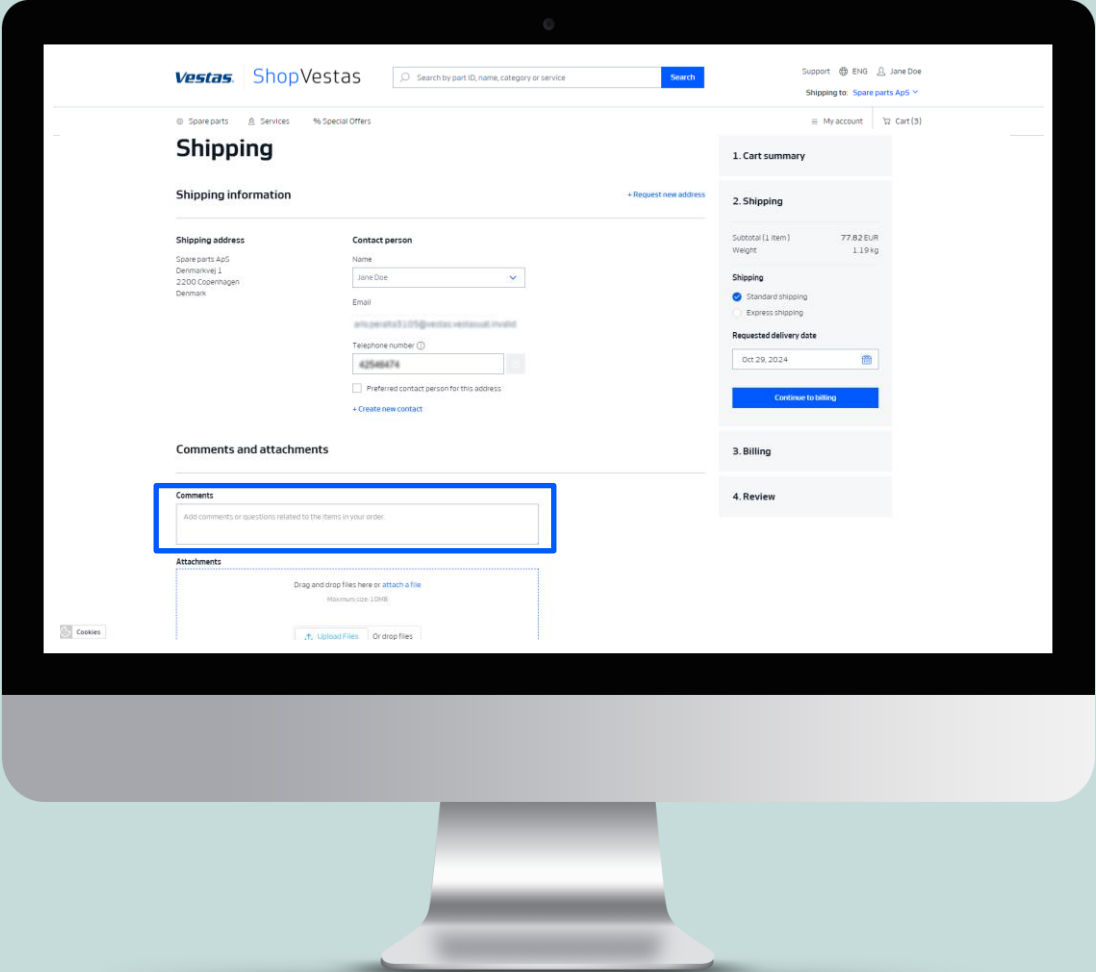 Vestas. ShopVestas
Search by part ID, name, category or service
Search
Support ENG Jane Doe
Shipping to: Spare parts ApS
Spare parts Services % Special Offers
My account Cart (3)
Shipping
Shipping information
+ Request new address
Shipping address
Spare parts ApS
Denmarkvej 1
2200 Copenhagen
Denmark
Contact person
Name
Jane Doe
Email
Telephone number
42546474
Preferred contact person for this address
+ Create new contact
Comments and attachments
Comments
Add comments or questions related to the items in your order.
Attachments
Drag and drop files here or attach a file
Maximum size 10MB
Upload Files Or drop files
1. Cart summary
2. Shipping
Subtotal (1 item) 77.82 EUR
Weight 1.19 kg
Shipping
Standard shipping
Express shipping
Requested delivery date
Oct 29, 2024
Continue to billing
3. Billing
4. Review
Cookies